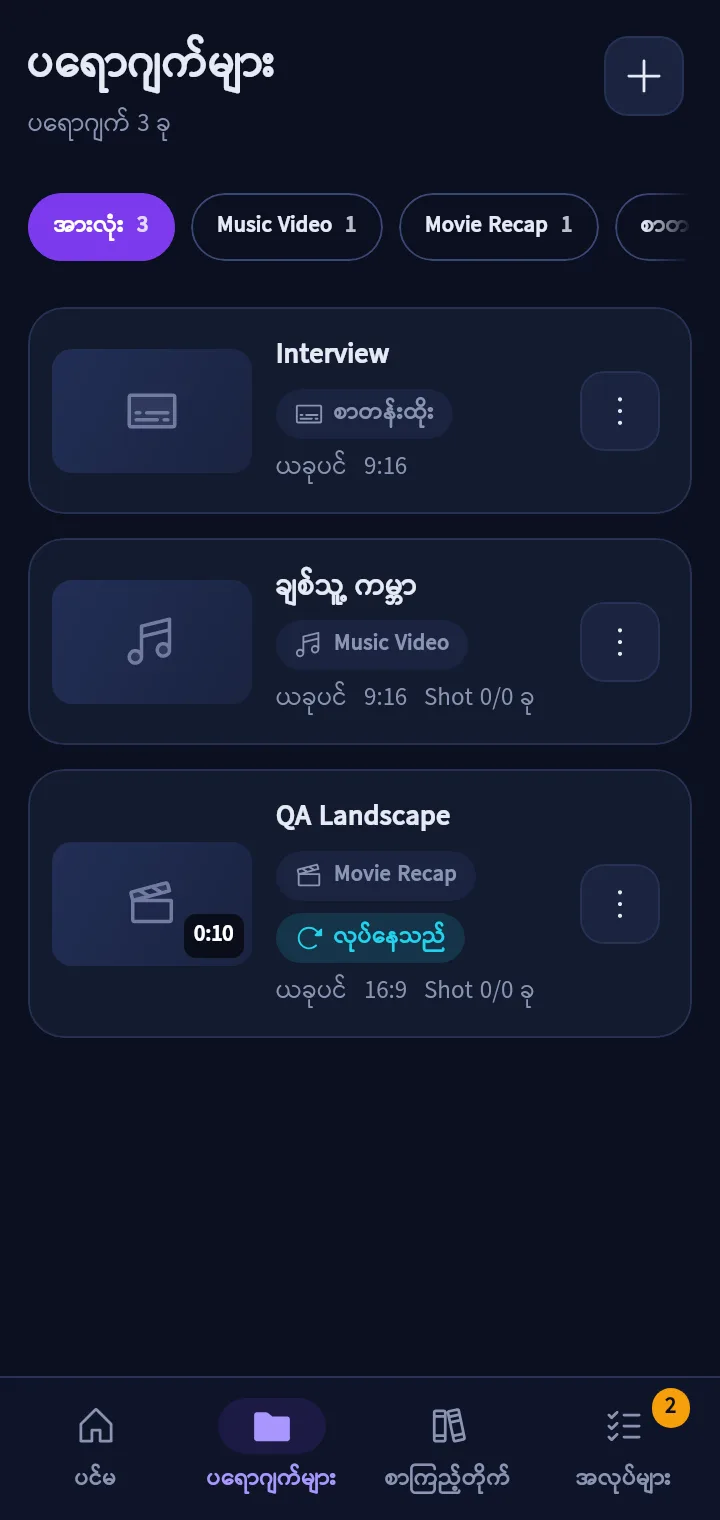 ပရောဂျက်များ
ပရောဂျက် 3 ခု
အားလုံး 3
Music Video 1
Movie Recap 1
စာတ
Interview
စာတန်းထိုး
ယခုပင် 9:16
ချစ်သူ့ ကမ္ဘာ
Music Video
ယခုပင် 9:16 Shot 0/0 ခု
QA Landscape
Movie Recap
0:10
လုပ်နေသည်
ယခုပင် 16:9 Shot 0/0 ခု
2
ပင်မ
ပရောဂျက်များ
စာကြည့်တိုက်
အလုပ်များ